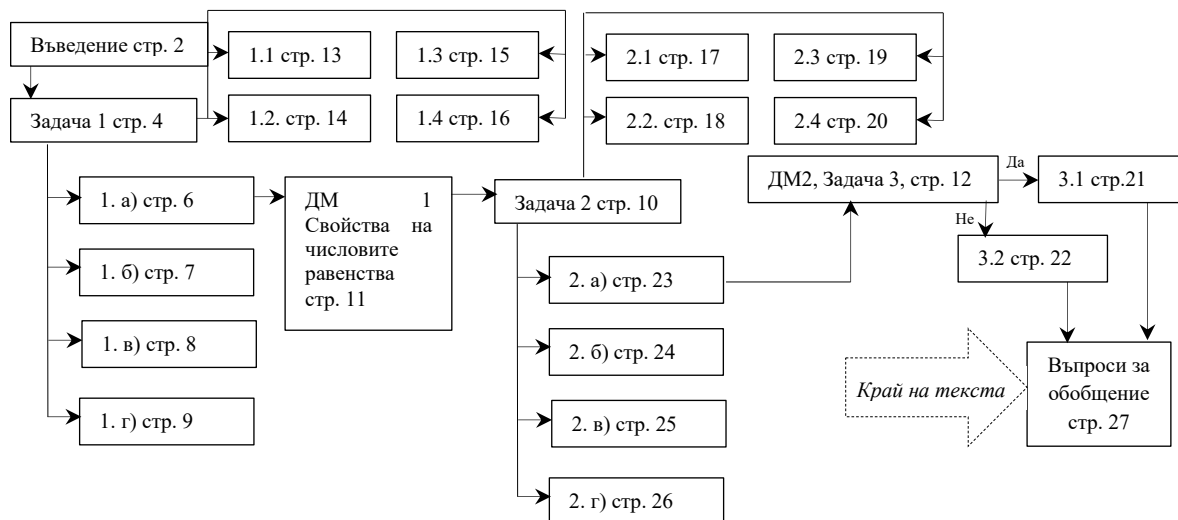 Въведение стр. 2
1.1 стр. 13
1.3 стр. 15
2.1 стр. 17
2.3 стр. 19
Задача 1 стр. 4
1.2. стр. 14
1.4 стр. 16
2.2. стр. 18
2.4 стр. 20
1. а) стр. 6
ДМ 1
Свойства на
числовите
равенства
стр. 11
Задача 2 стр. 10
ДМ2, Задача 3, стр. 12
Да
3.1 стр.21
Не
3.2 стр. 22
1. б) стр. 7
2. а) стр. 23
1. в) стр. 8
2. б) стр. 24
Край на текста
Въпроси за
обобщение
стр. 27
1. г) стр. 9
2. в) стр. 25
2. г) стр. 26